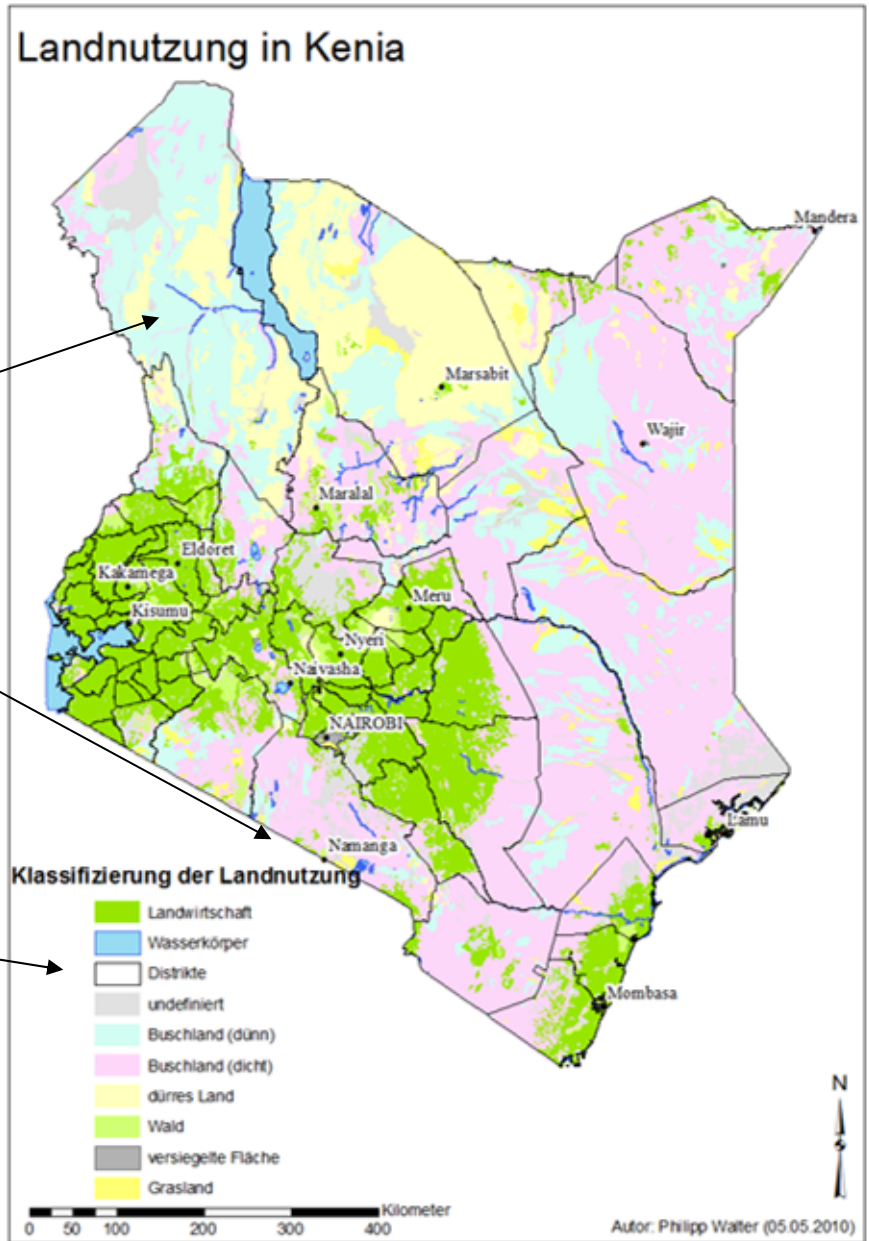 Landnutzung in Kenia
Mandera
Marsabit
Wajir
Maralal
Eldoret
Kakamega
Kisumu
Meru
Nyeri
Naivasha
NAIROBI
Lamu
Namanga
Mombasa
Klassifizierung der Landnutzung
Landwirtschaft
Wasserkörper
Distrikte
undefiniert
Buschland (dünn)
Buschland (dicht)
dürres Land
Wald
versiegelte Fläche
Grasland
N
Kilometer
0 50 100 200 300 400
Autor: Philipp Walter (05.05.2010)